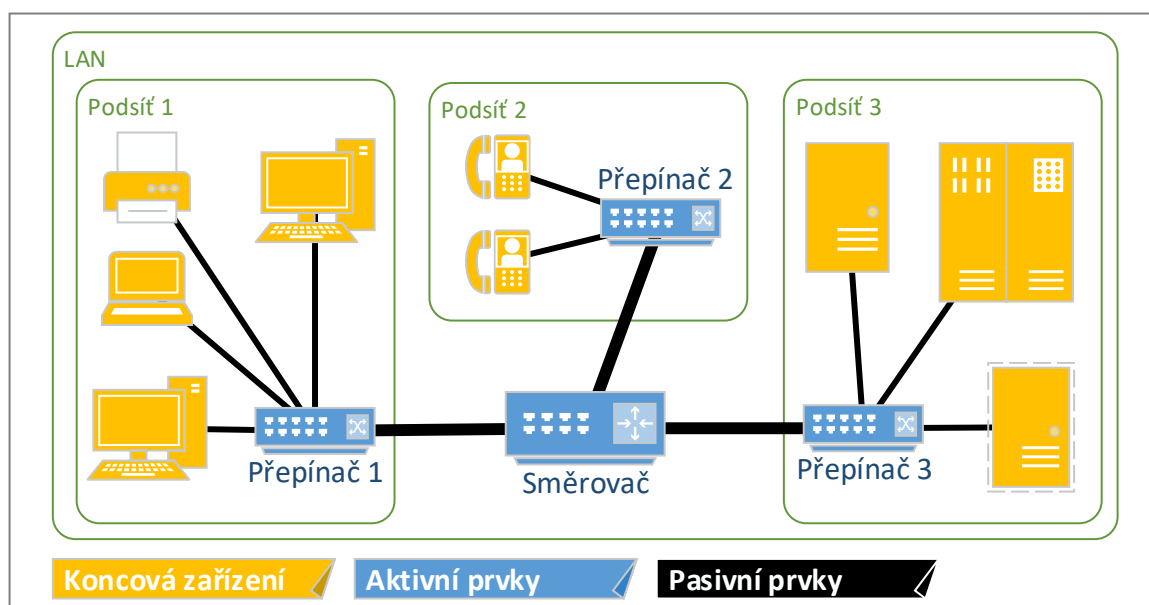 LAN
Podsíť 1
Podsíť 2
Podsíť 3
Přepínač 2
Přepínač 1
Směrovač
Přepínač 3
Koncová zařízení
Aktivní prvky
Pasivní prvky